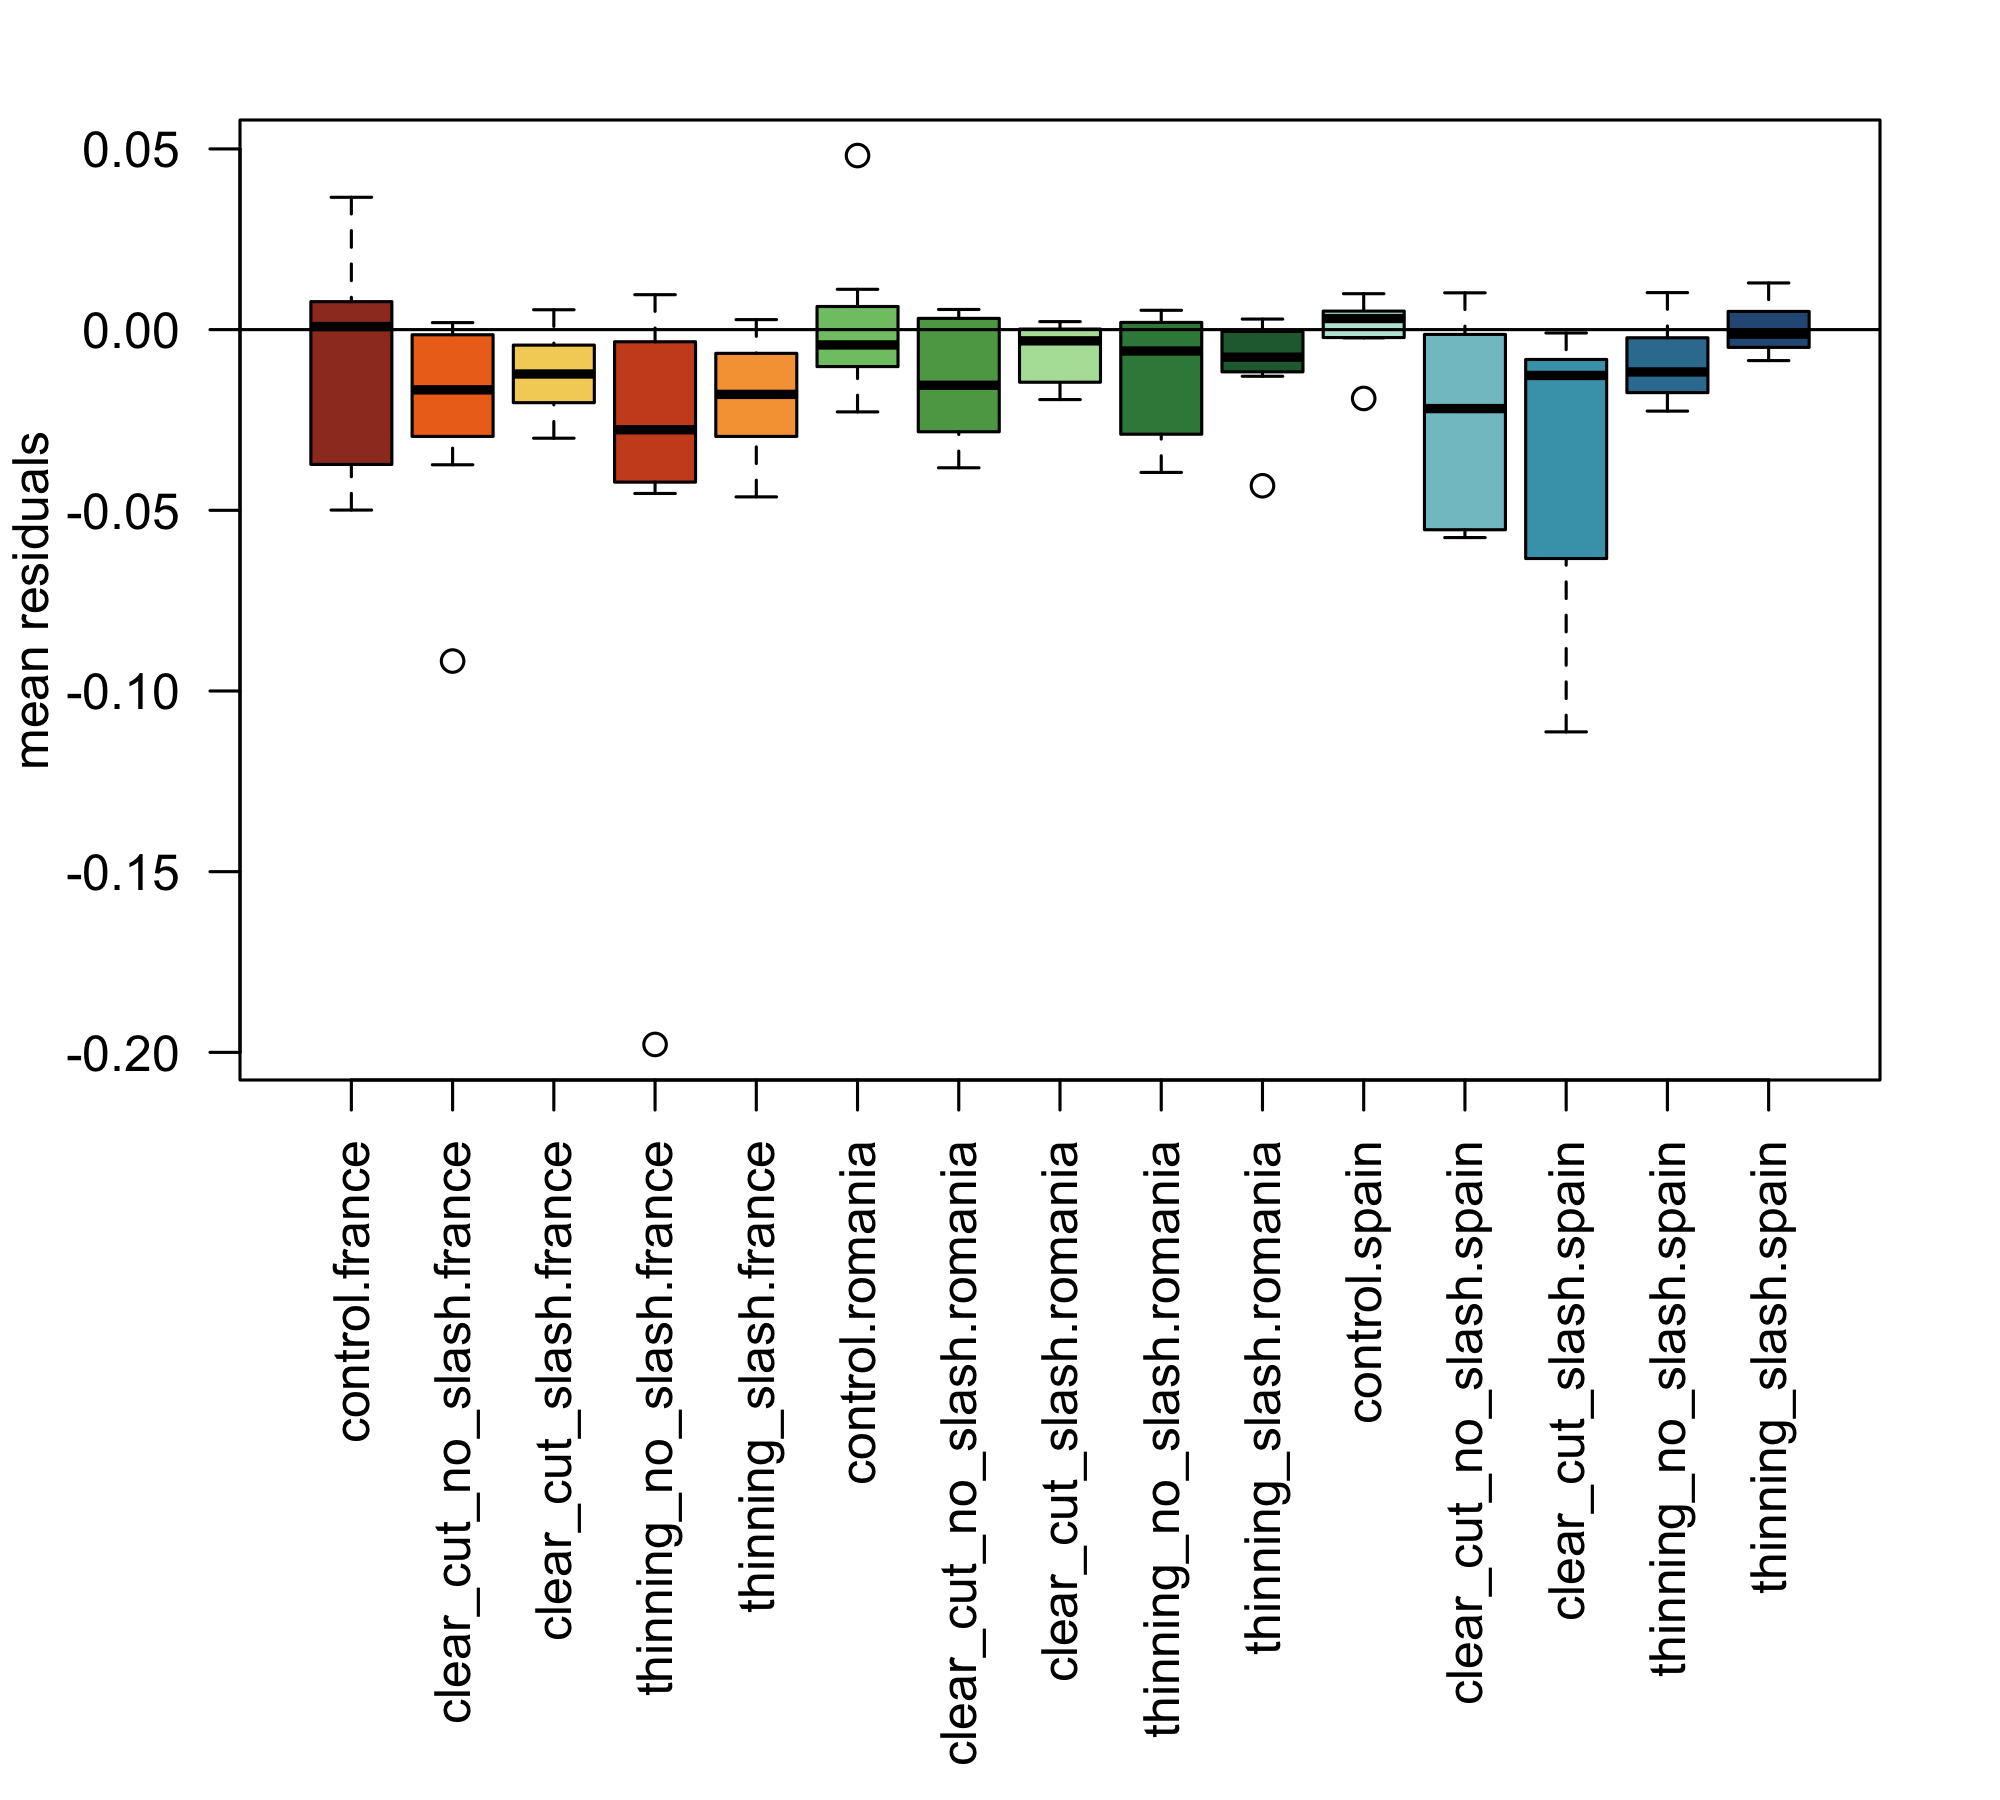 mean residuals
0.05
0.00
-0.05
-0.10
-0.15
-0.20
control.france
clear_cut_no_slash.france
clear_cut_slash.france
thinning_no_slash.france
thinning_slash.france
control.romania
clear_cut_no_slash.romania
clear_cut_slash.romania
thinning_no_slash.romania
thinning_slash.romania
control.spain
clear_cut_no_slash.spain
clear_cut_slash.spain
thinning_no_slash.spain
thinning_slash.spain